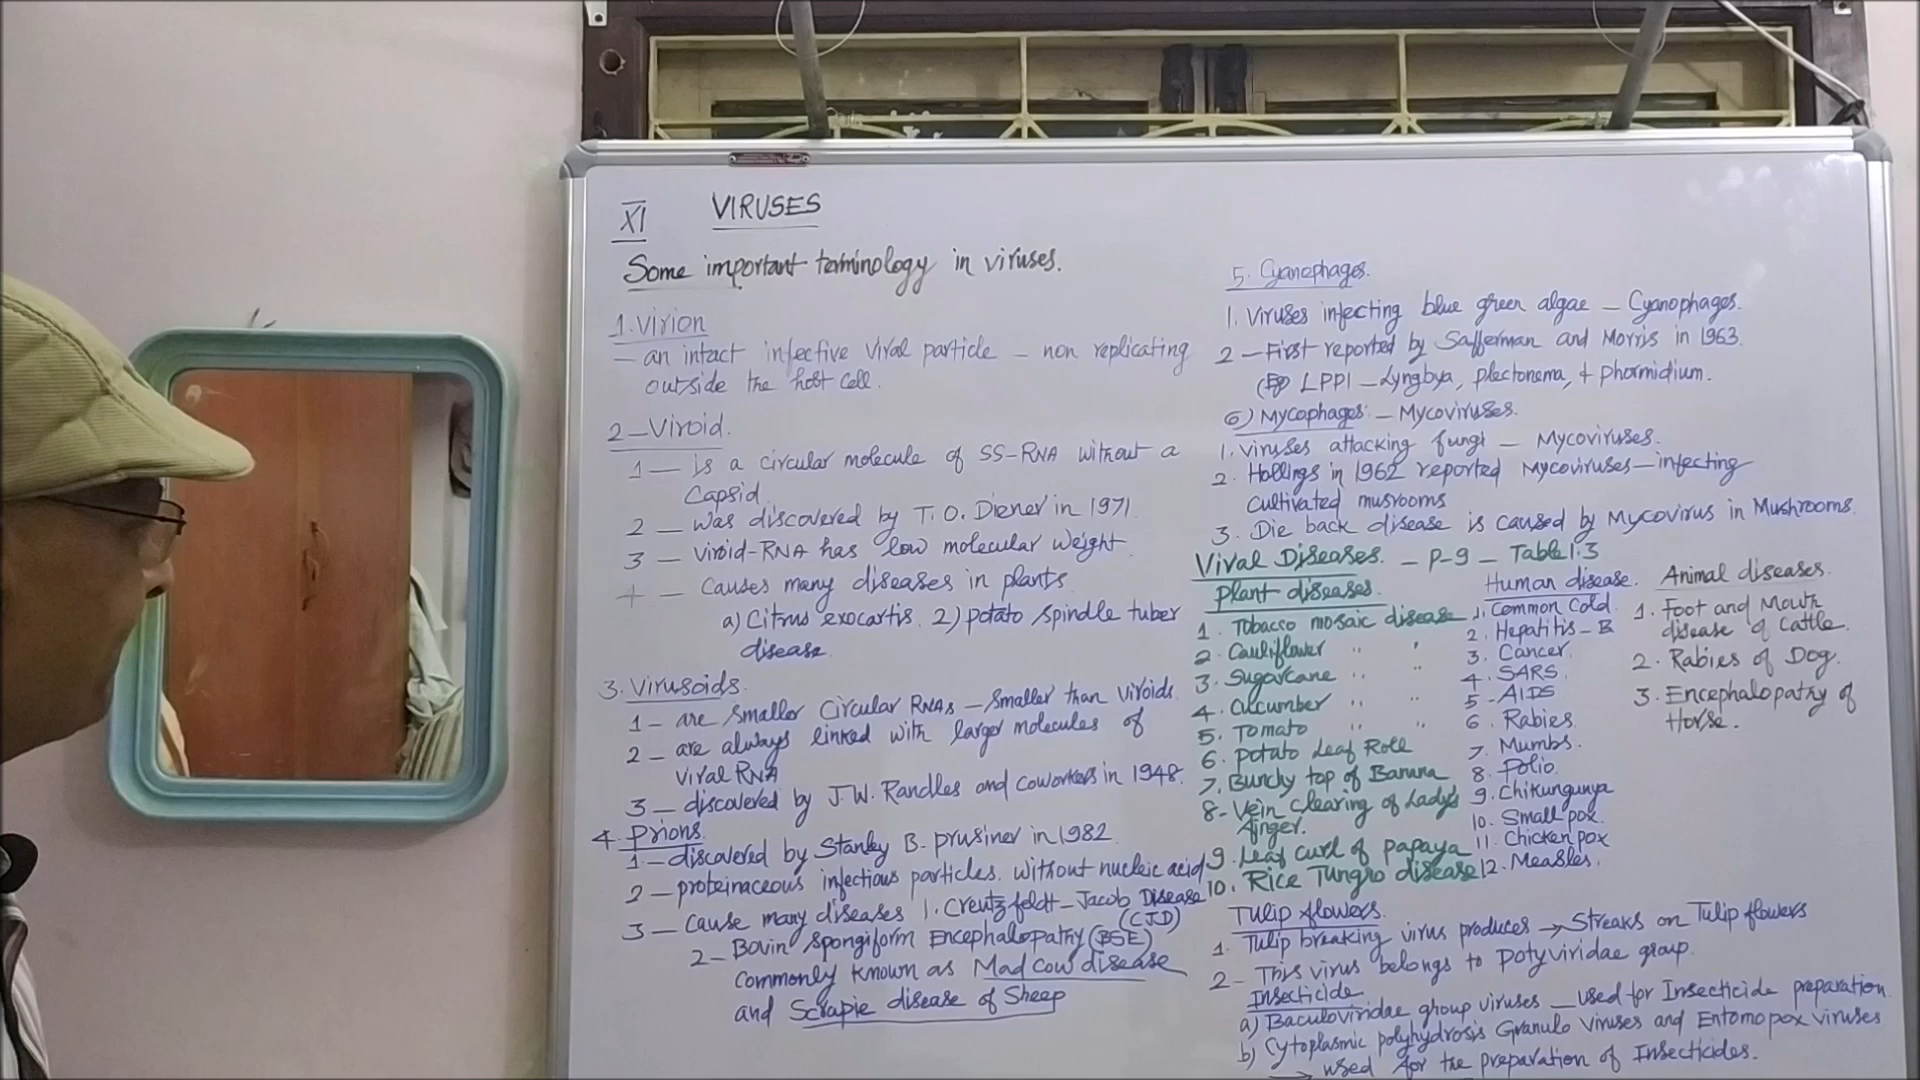 XI VIRUSES
Some important terminology in viruses.
1. Virion
— an intact infective viral particle — non replicating
outside the host cell.
2 — Viroid.
1 — is a circular molecule of SS-RNA without a
Capsid
2 — was discovered by T. O. Diener in 1971
3 — viroid-RNA has low molecular weight.
+ — causes many diseases in plants
a) Citrus exocartis. 2) potato spindle tuber
disease.
3. Virusoids.
1 — are smaller circular RNAs — smaller than viroids.
2 — are always linked with larger molecules of
viral RNA
3 — discovered by J.W. Randles and coworkers in 1948.
4. Prions.
1 — discovered by Stanley B. prusiner in 1982
2 — proteinaceous infectious particles. without nucleic acid
3 — cause many diseases 1. Creutzfeldt — Jacob Disease
(CJD)
2 — Bovin spongiform Encephalopathy (BSE)
commonly known as Mad Cow disease
and Scrapie disease of Sheep
5. Cyanophages.
1. Viruses infecting blue green algae — Cyanophages.
2 — First reported by Safferman and Morris in 1963.
LPP1 — Lyngbya, plectonema, + phormidium.
6) Mycophages: — Mycoviruses.
1. viruses attacking fungi — Mycoviruses.
2. Hollings in 1962 reported Mycoviruses — infecting
cultivated musrooms
3. Die back disease is caused by Mycovirus in Mushrooms.
Viral Diseases. — P-9 — Table 1.3
Plant diseases.
1. Tobacco mosaic disease
2. Cauliflower " "
3. Sugarcane " "
4. Cucumber " "
5. Tomato " "
6. potato Leaf Roll
7. Bunchy top of Banana
8 - Vein clearing of Lady's
finger.
9. Leaf curl of papaya
10. Rice Tungro disease
Human disease.
1. Common Cold.
2. Hepatitis — B
3. Cancer.
4. SARS.
5 - AIDS
6. Rabies
7. Mumbs.
8. Polio.
9. Chikungunya
10. Small pox.
11. Chicken pox
12. Measles.
Animal diseases.
1. Foot and Mouth
disease of Cattle.
2. Rabies of Dog.
3. Encephalopathy of
Horse.
Tulip flowers.
1. Tulip breaking virus produces → Streaks on Tulip flowers
2 — This virus belongs to Potyviridae group.
Insecticide
a) Baculoviridae group viruses — used for Insecticide preparation
b) Cytoplasmic polyhydrosis Granulo viruses and Entomopox viruses
→ used for the preparation of Insecticides.